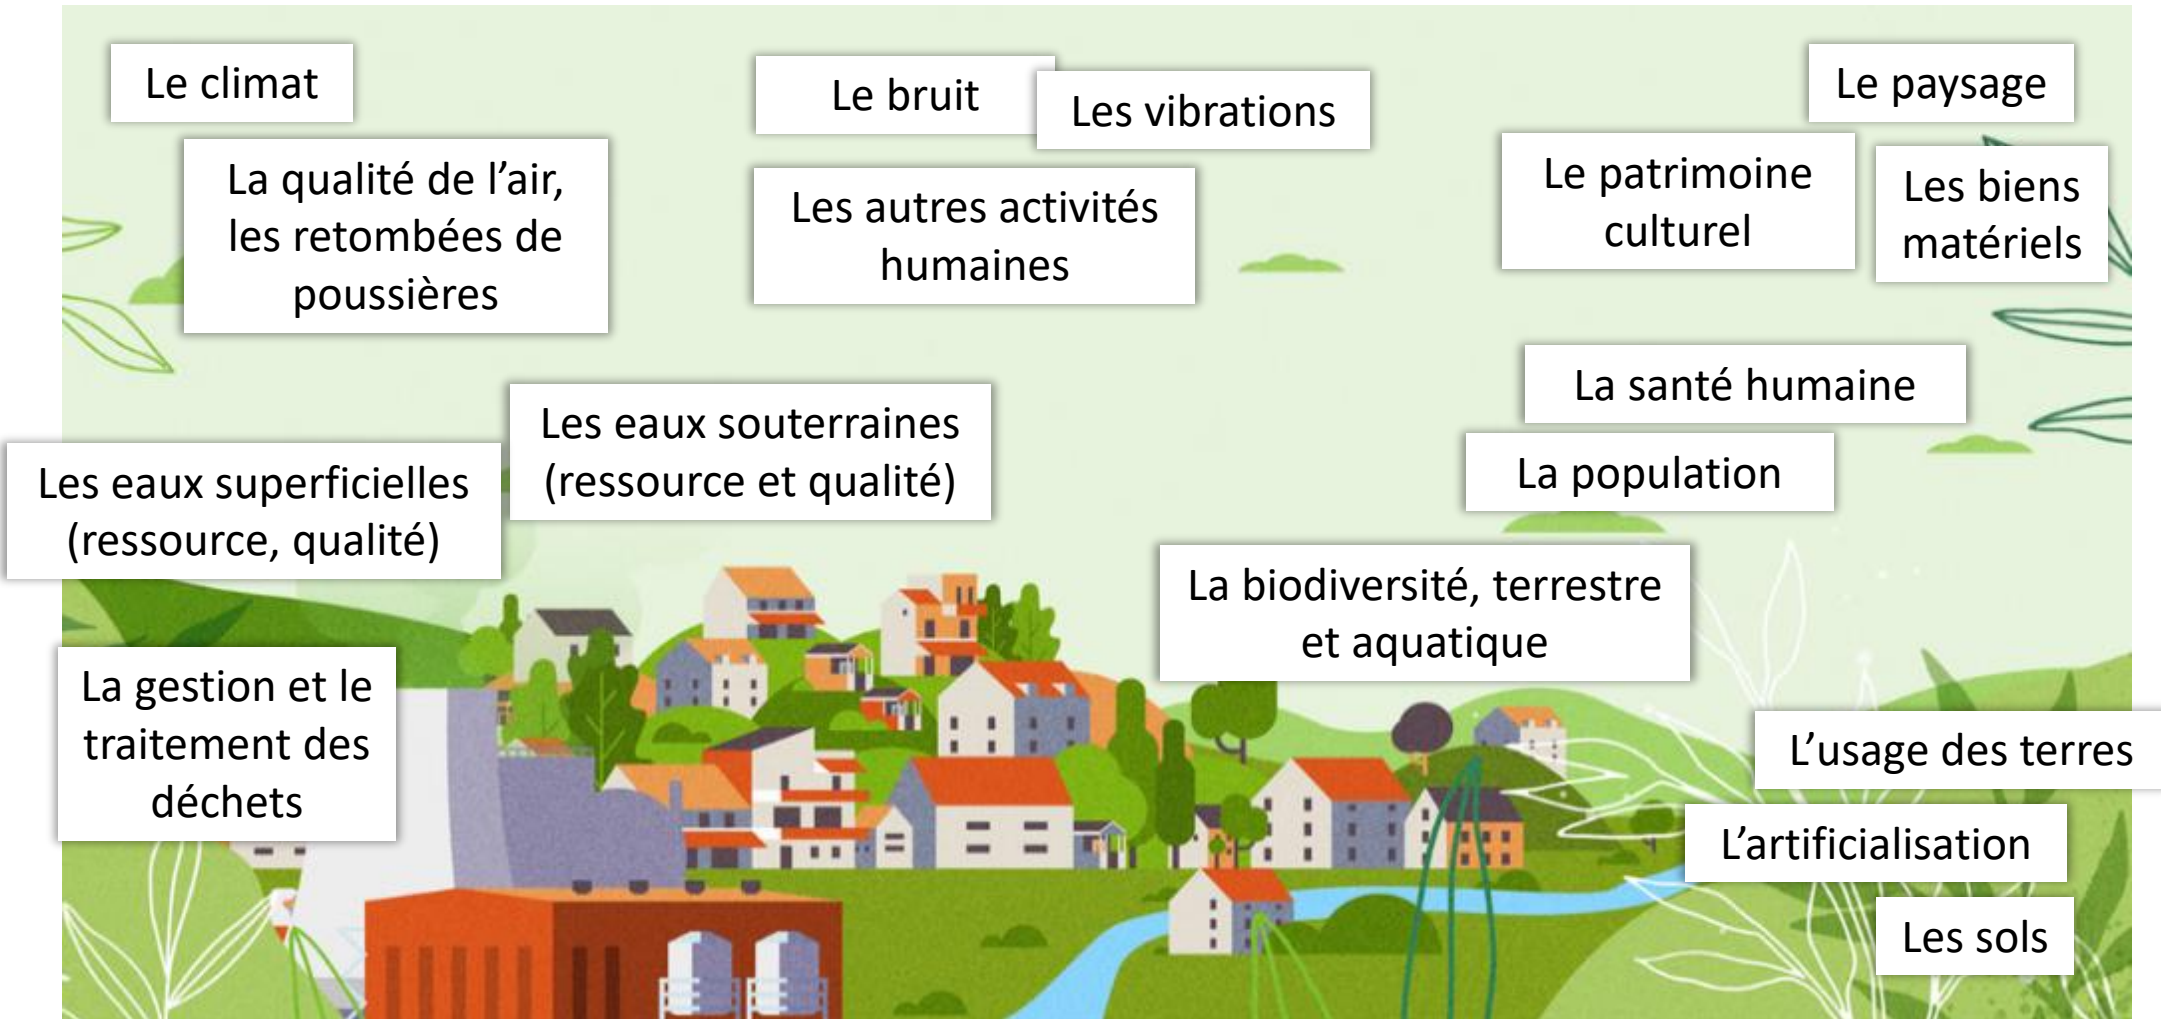 Le climat
La qualité de l’air,
les retombées de
poussières
Le bruit
Les vibrations
Les autres activités
humaines
Le paysage
Le patrimoine
culturel
Les biens
matériels
La santé humaine
La population
Les eaux souterraines
(ressource et qualité)
Les eaux superficielles
(ressource, qualité)
La biodiversité, terrestre
et aquatique
La gestion et le
traitement des
déchets
L’usage des terres
L’artificialisation
Les sols